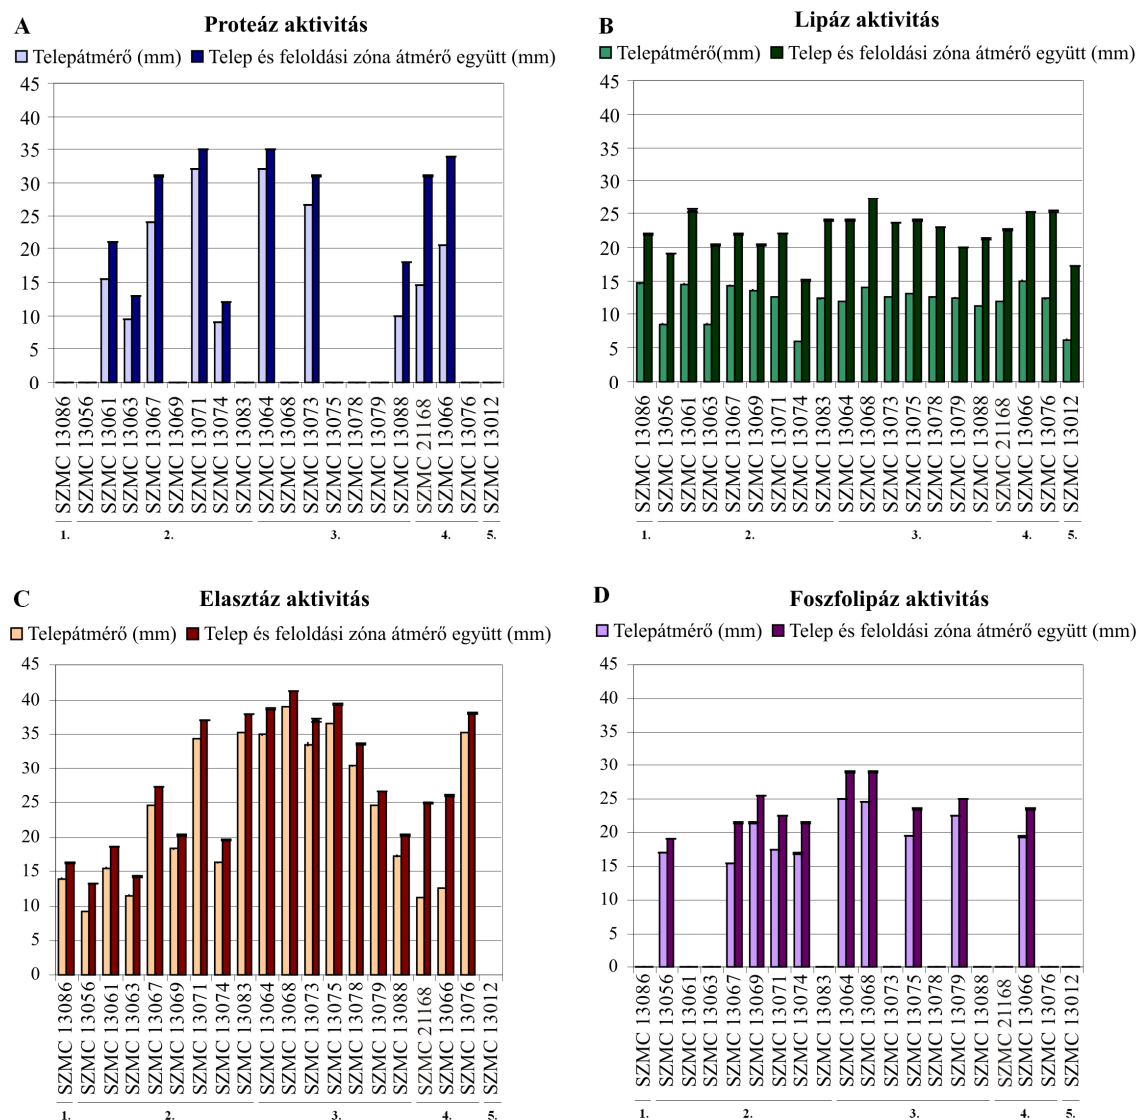 A
Proteáz aktivitás
Telepátmérő (mm) Telep és feloldási zóna átmérő együtt (mm)
45
40
35
30
25
20
15
10
5
0
SZMC 13086
SZMC 13056
SZMC 13061
SZMC 13063
SZMC 13067
SZMC 13069
SZMC 13071
SZMC 13074
SZMC 13083
SZMC 13064
SZMC 13068
SZMC 13073
SZMC 13075
SZMC 13078
SZMC 13079
SZMC 13088
SZMC 21168
SZMC 13066
SZMC 13076
SZMC 13012
1. 2. 3. 4. 5.
B
Lipáz aktivitás
Telepátmérő(mm) Telep és feloldási zóna átmérő együtt (mm)
45
40
35
30
25
20
15
10
5
0
SZMC 13086
SZMC 13056
SZMC 13061
SZMC 13063
SZMC 13067
SZMC 13069
SZMC 13071
SZMC 13074
SZMC 13083
SZMC 13064
SZMC 13068
SZMC 13073
SZMC 13075
SZMC 13078
SZMC 13079
SZMC 13088
SZMC 21168
SZMC 13066
SZMC 13076
SZMC 13012
1. 2. 3. 4. 5.
C
Elasztáz aktivitás
Telepátmérő (mm) Telep és feloldási zóna átmérő együtt (mm)
45
40
35
30
25
20
15
10
5
0
SZMC 13086
SZMC 13056
SZMC 13061
SZMC 13063
SZMC 13067
SZMC 13069
SZMC 13071
SZMC 13074
SZMC 13083
SZMC 13064
SZMC 13068
SZMC 13073
SZMC 13075
SZMC 13078
SZMC 13079
SZMC 13088
SZMC 21168
SZMC 13066
SZMC 13076
SZMC 13012
1. 2. 3. 4. 5.
D
Foszfolipáz aktivitás
Telepátmérő (mm) Telep és feloldási zóna átmérő együtt (mm)
45
40
35
30
25
20
15
10
5
0
SZMC 13086
SZMC 13056
SZMC 13061
SZMC 13063
SZMC 13067
SZMC 13069
SZMC 13071
SZMC 13074
SZMC 13083
SZMC 13064
SZMC 13068
SZMC 13073
SZMC 13075
SZMC 13078
SZMC 13079
SZMC 13088
SZMC 21168
SZMC 13066
SZMC 13076
SZMC 13012
1. 2. 3. 4. 5.